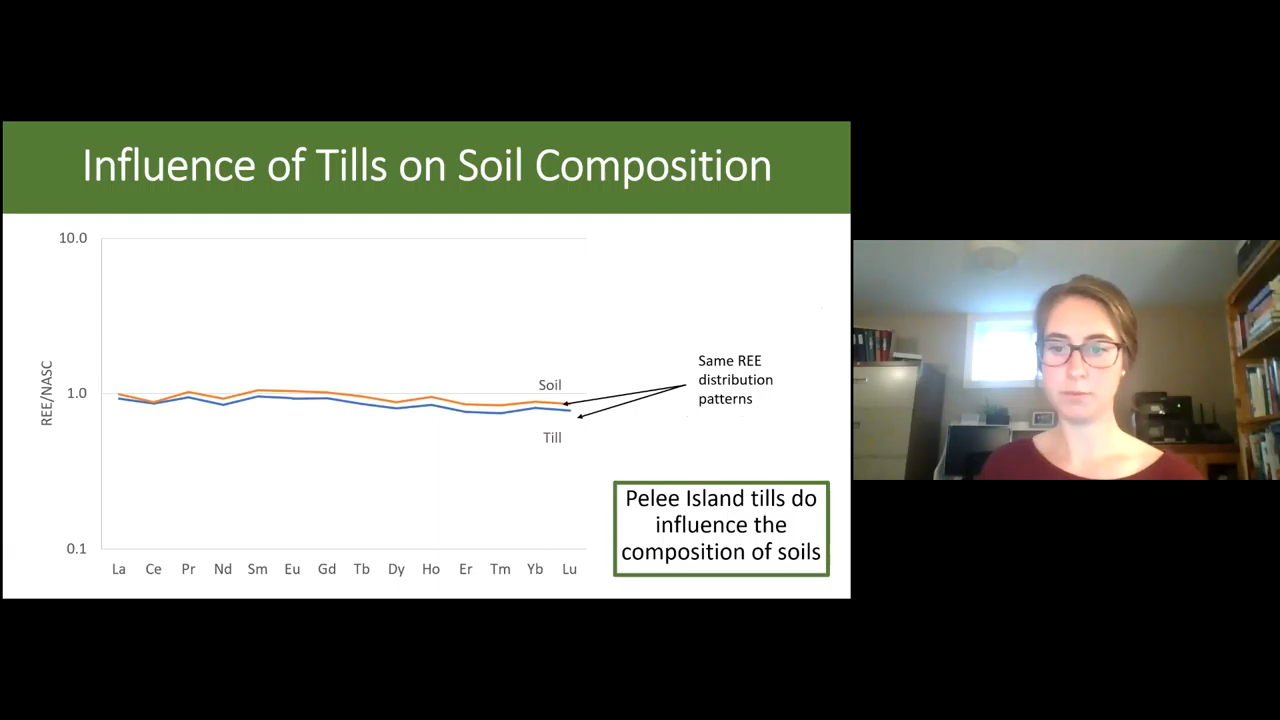 Influence of Tills on Soil Composition
10.0
1.0
0.1
REE/NASC
Soil
Till
Same REE
distribution
patterns
La Ce Pr Nd Sm Eu Gd Tb Dy Ho Er Tm Yb Lu
Pelee Island tills do
influence the
composition of soils